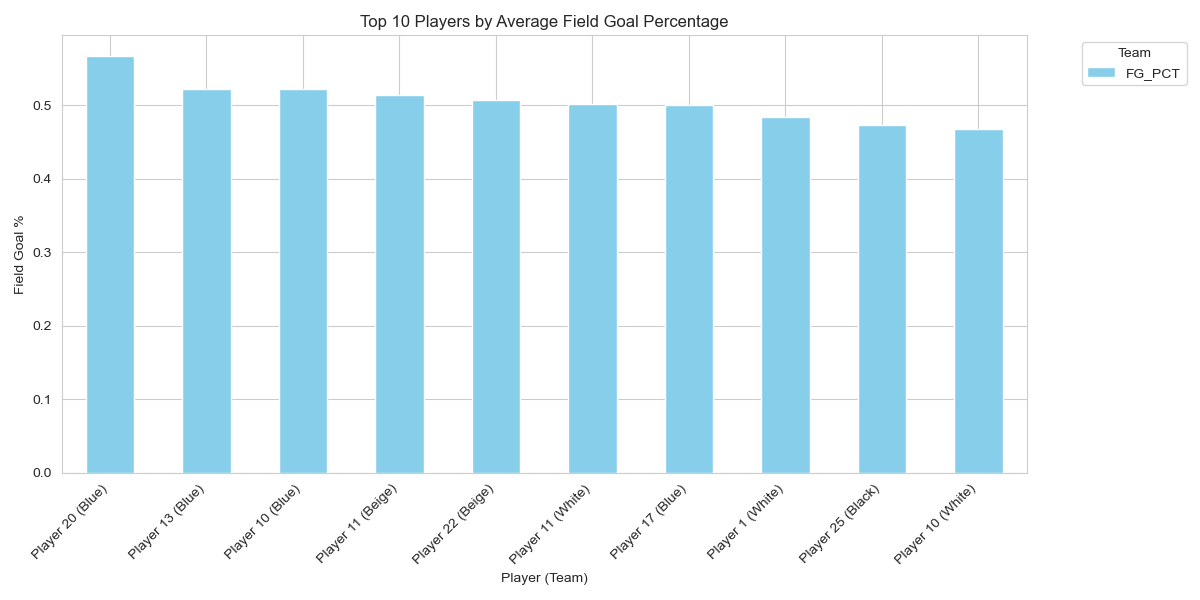 Top 10 Players by Average Field Goal Percentage
Team
FG_PCT
Field Goal %
0.5
0.4
0.3
0.2
0.1
0.0
Player 20 (Blue)
Player 13 (Blue)
Player 10 (Blue)
Player 11 (Beige)
Player 22 (Beige)
Player 11 (White)
Player 17 (Blue)
Player 1 (White)
Player 25 (Black)
Player 10 (White)
Player (Team)